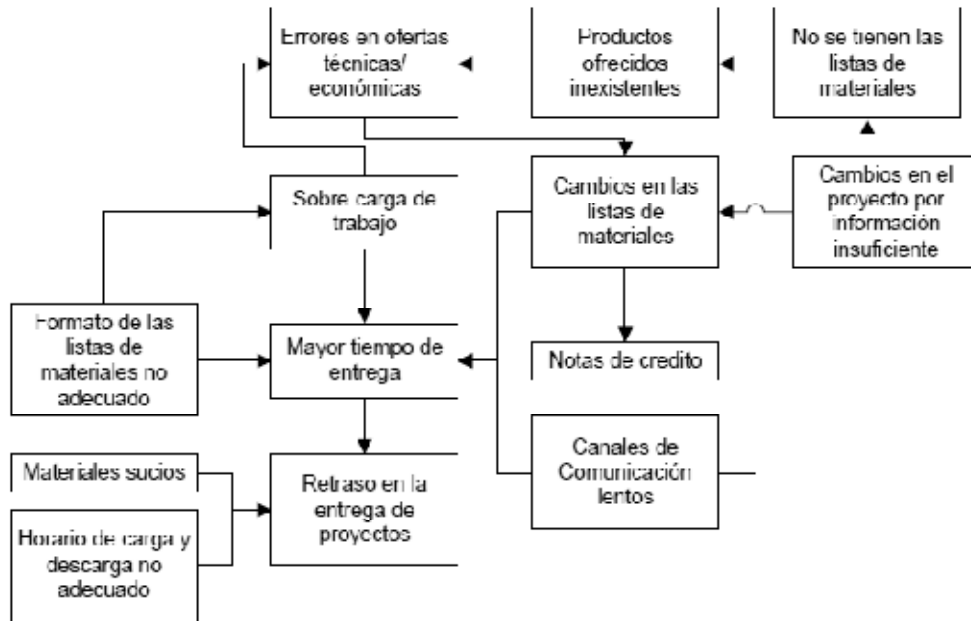 Errores en ofertas
técnicas/
económicas
Productos
ofrecidos
inexistentes
No se tienen las
listas de
materiales
Sobre carga de
trabajo
Cambios en las
listas de
materiales
Cambios en el
proyecto por
información
insuficiente
Formato de las
listas de
materiales no
adecuado
Mayor tiempo de
entrega
Notas de credito
Materiales sucios
Retraso en la
entrega de
proyectos
Canales de
Comunicación
lentos
Horario de carga y
descarga no
adecuado